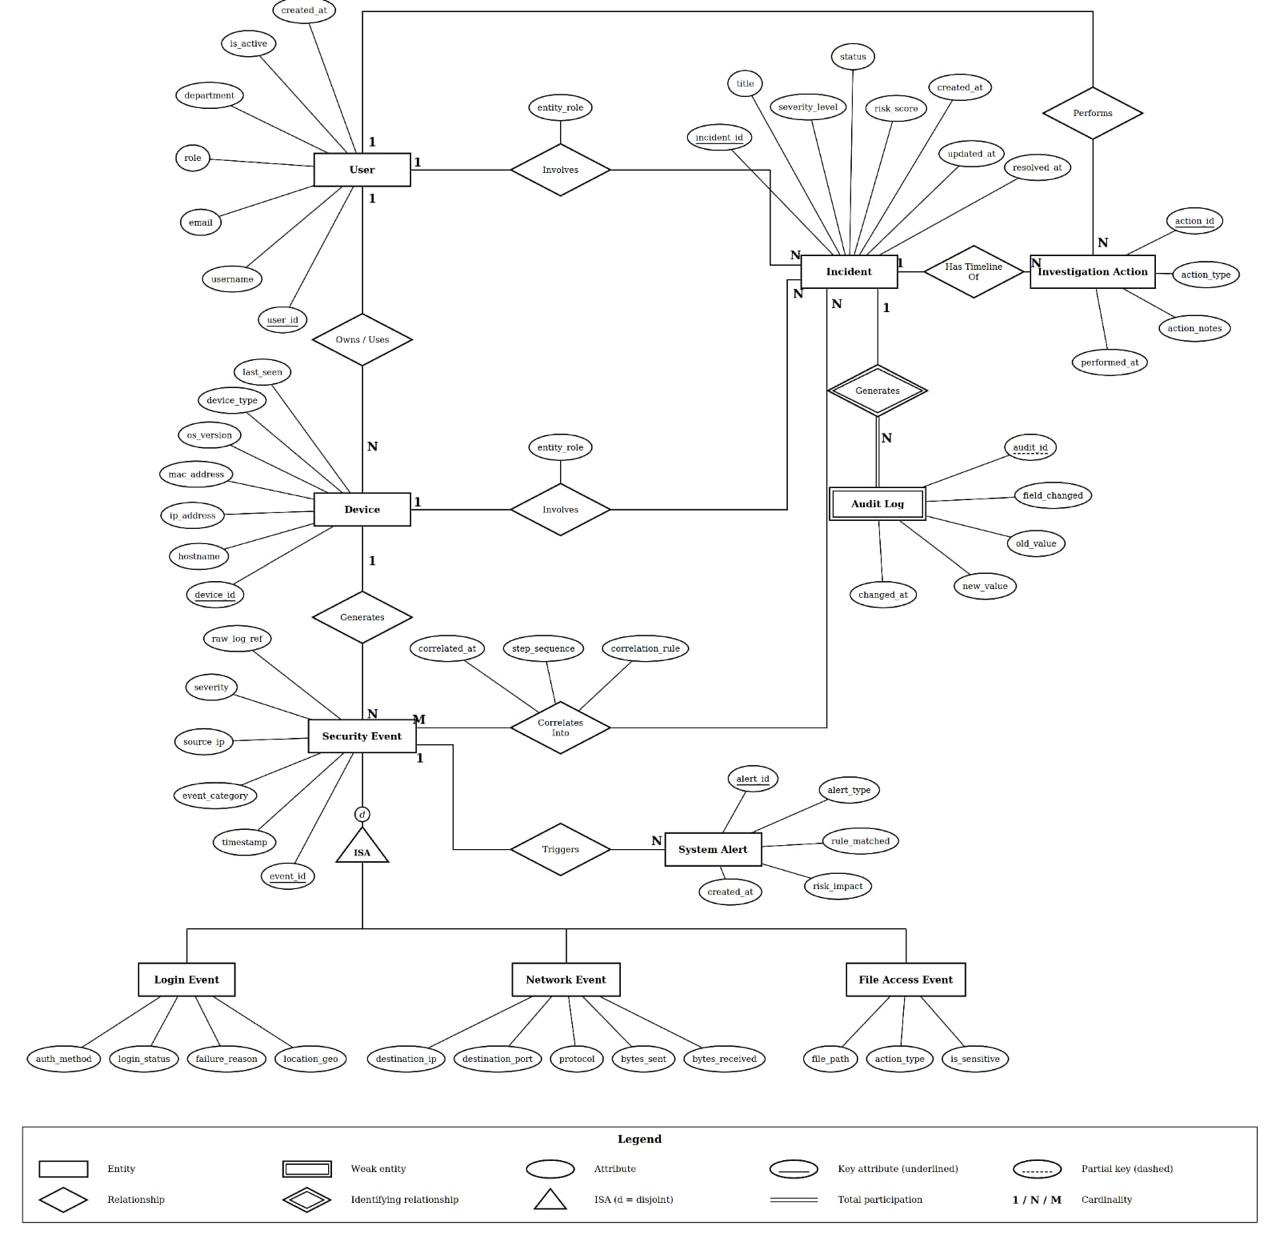 created_at
is_active
department
role
email
username
user_id
User
1
1
1
entity_role
Involves
incident_id
title
severity_level
status
risk_score
created_at
updated_at
resolved_at
Performs
N
N
N
Incident
1
1
N
Has Timeline
Of
N
Investigation Action
action_id
action_type
action_notes
performed_at
Owns / Uses
N
last_seen
device_type
os_version
mac_address
ip_address
hostname
device_id
Device
1
1
entity_role
Involves
Generates
N
Audit Log
audit_id
field_changed
old_value
new_value
changed_at
Generates
N
raw_log_ref
severity
source_ip
event_category
timestamp
event_id
Security Event
M
1
correlated_at
step_sequence
correlation_rule
Correlates
Into
Triggers
N
System Alert
alert_id
alert_type
rule_matched
risk_impact
created_at
d
ISA
Login Event
auth_method
login_status
failure_reason
location_geo
Network Event
destination_ip
destination_port
protocol
bytes_sent
bytes_received
File Access Event
file_path
action_type
is_sensitive
Legend
Entity
Weak entity
Attribute
Key attribute (underlined)
Partial key (dashed)
Relationship
Identifying relationship
ISA (d = disjoint)
Total participation
1 / N / M
Cardinality